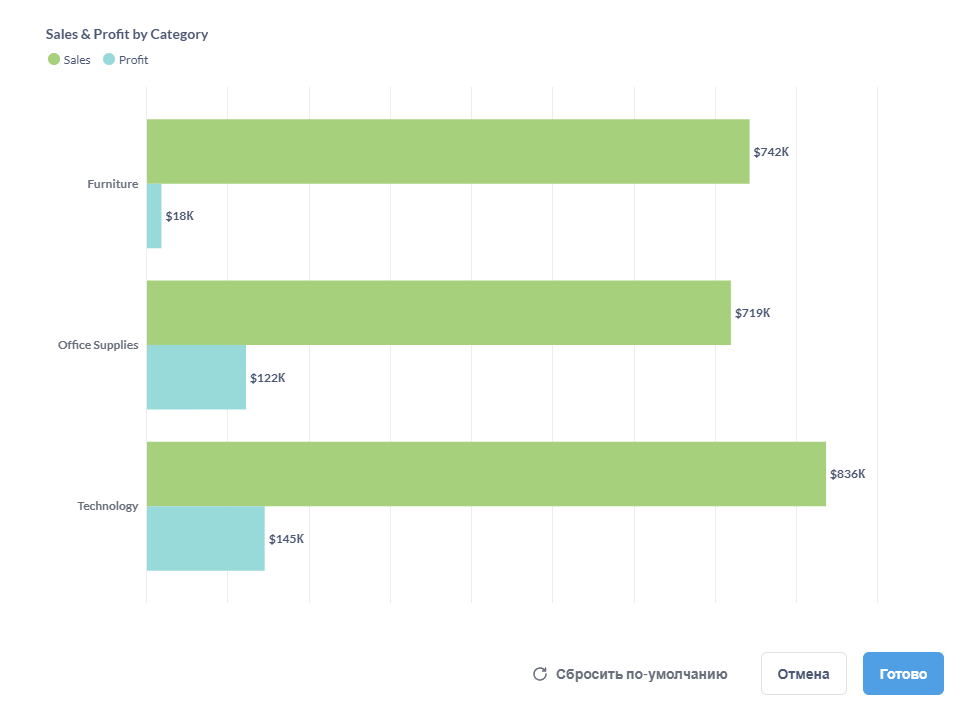 Sales & Profit by Category
Sales Profit
$742K
Furniture
$18K
$719K
Office Supplies
$122K
$836K
Technology
$145K
Сбросить по-умолчанию Отмена Готово